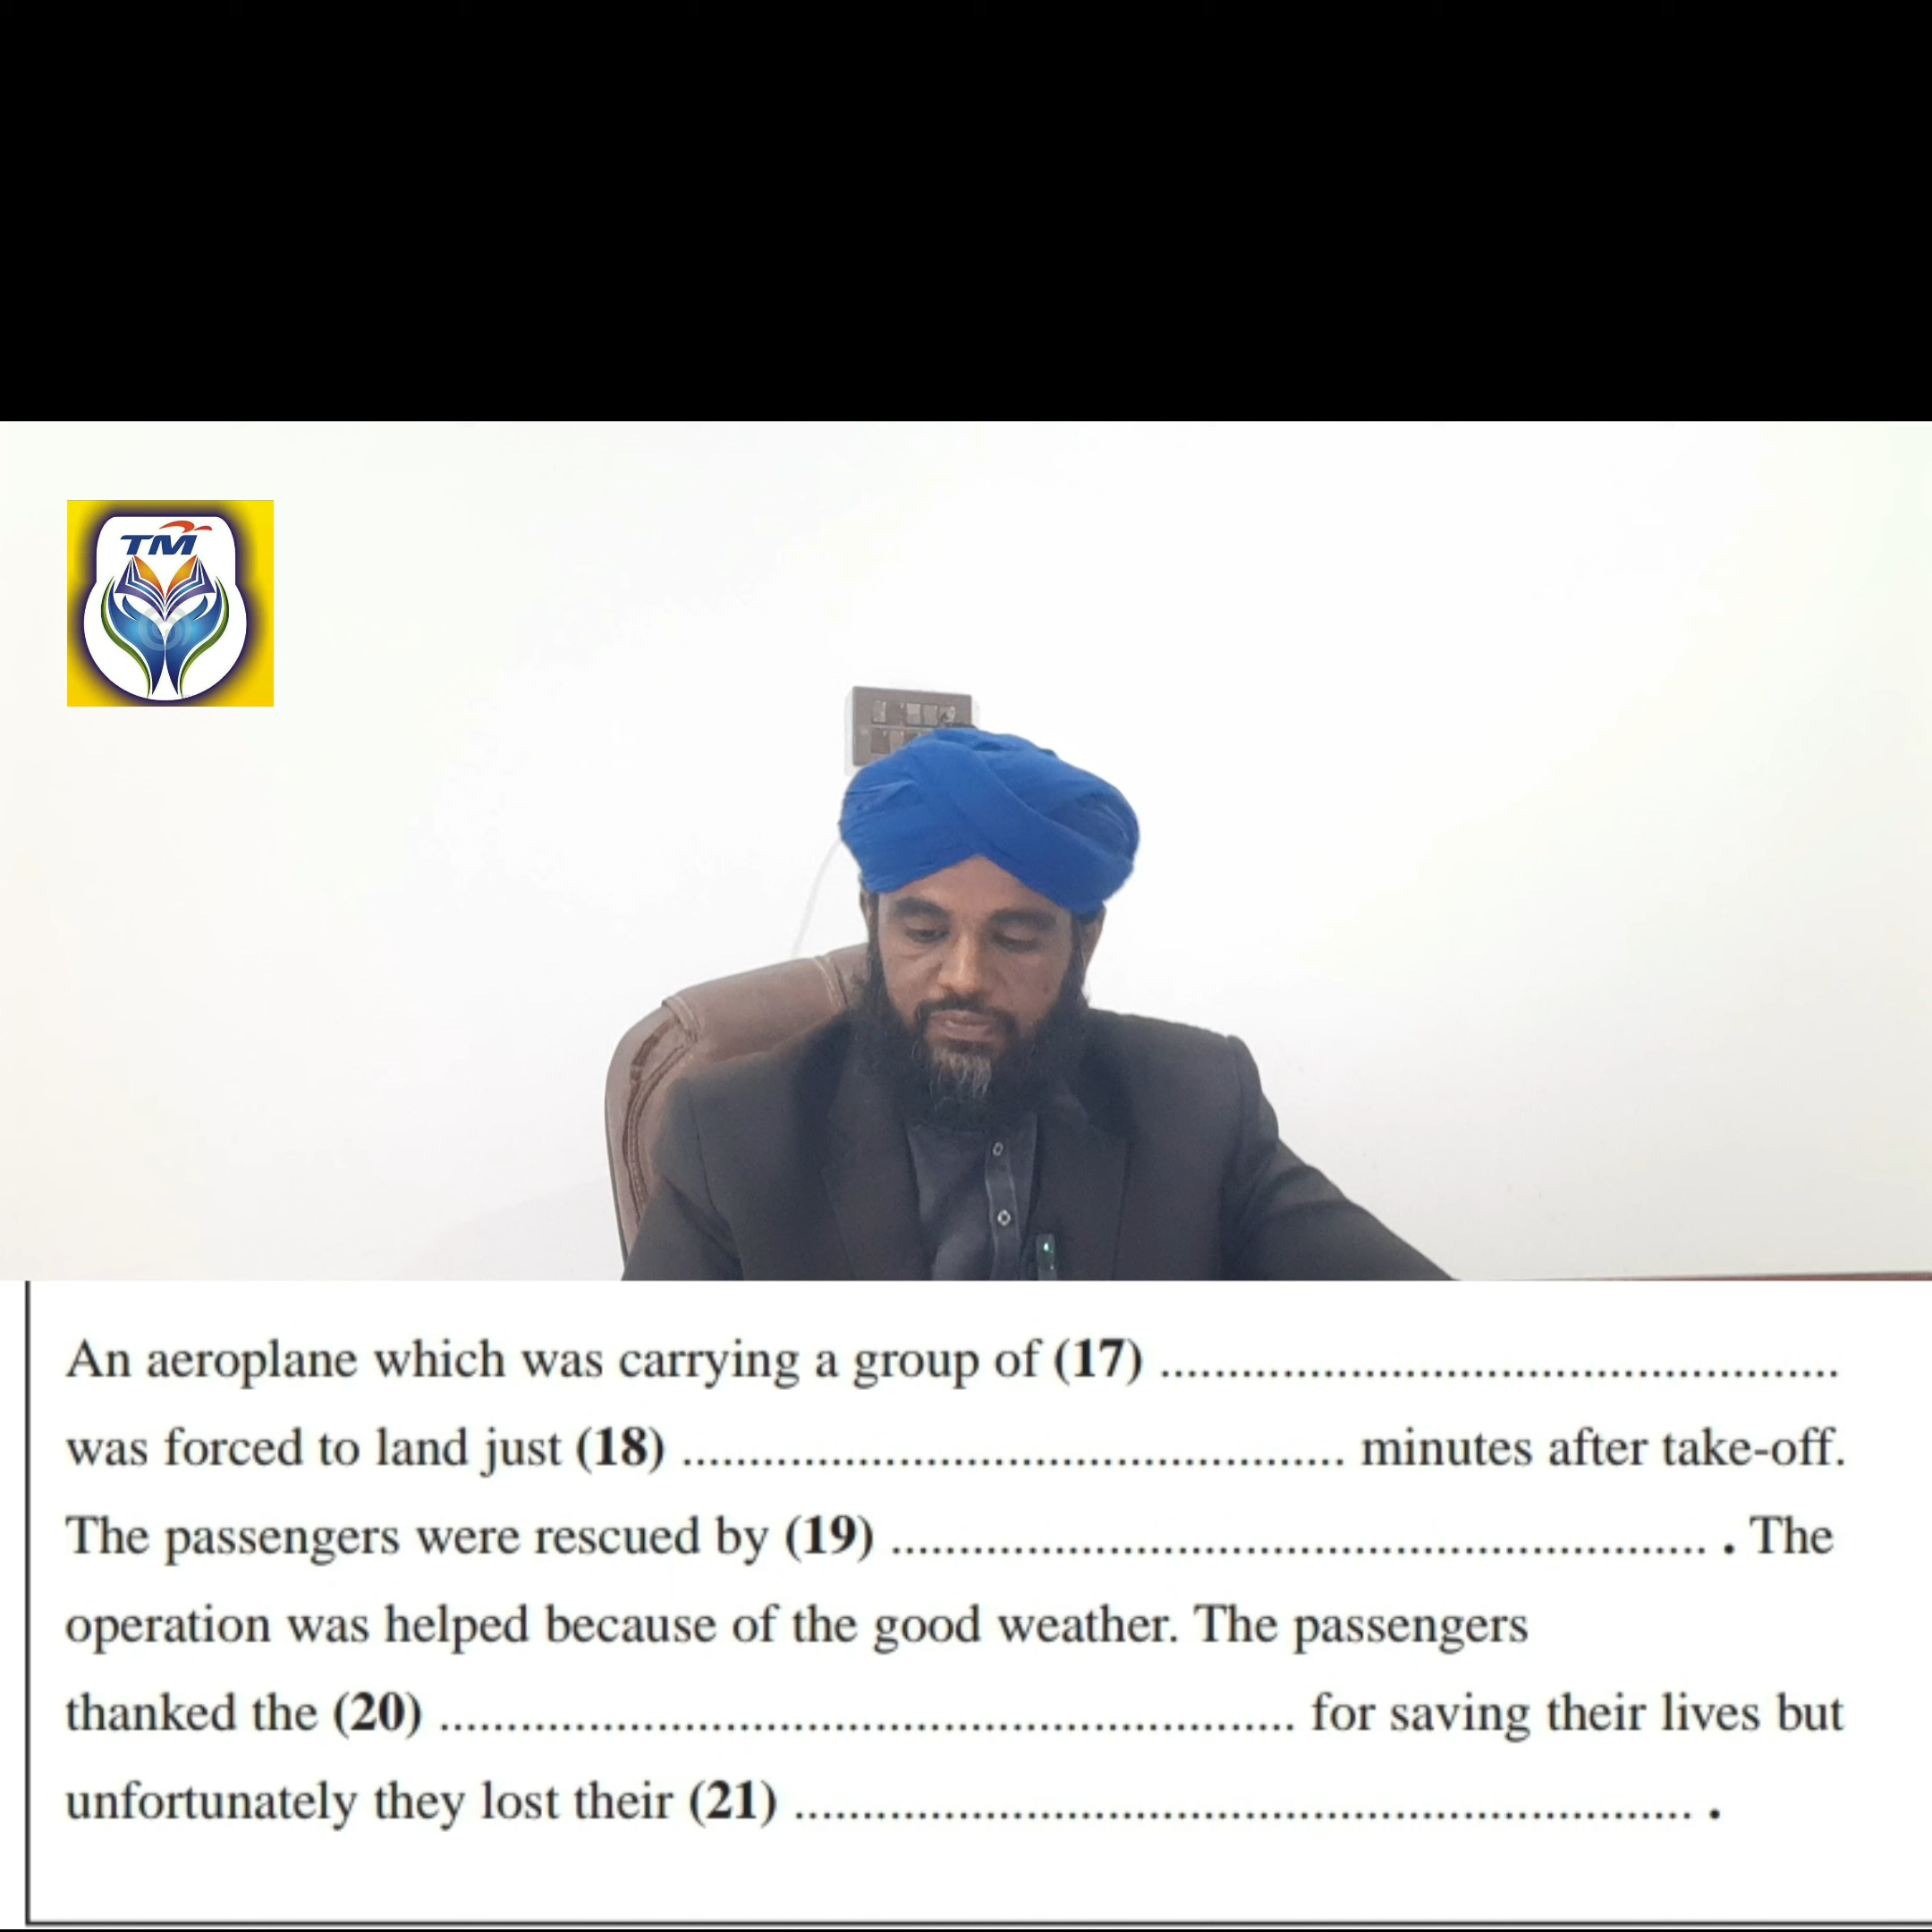 TM
An aeroplane which was carrying a group of (17) ..................................................
was forced to land just (18) ................................................. minutes after take-off.
The passengers were rescued by (19) ............................................................ . The
operation was helped because of the good weather. The passengers
thanked the (20) ............................................................... for saving their lives but
unfortunately they lost their (21) .................................................................. .